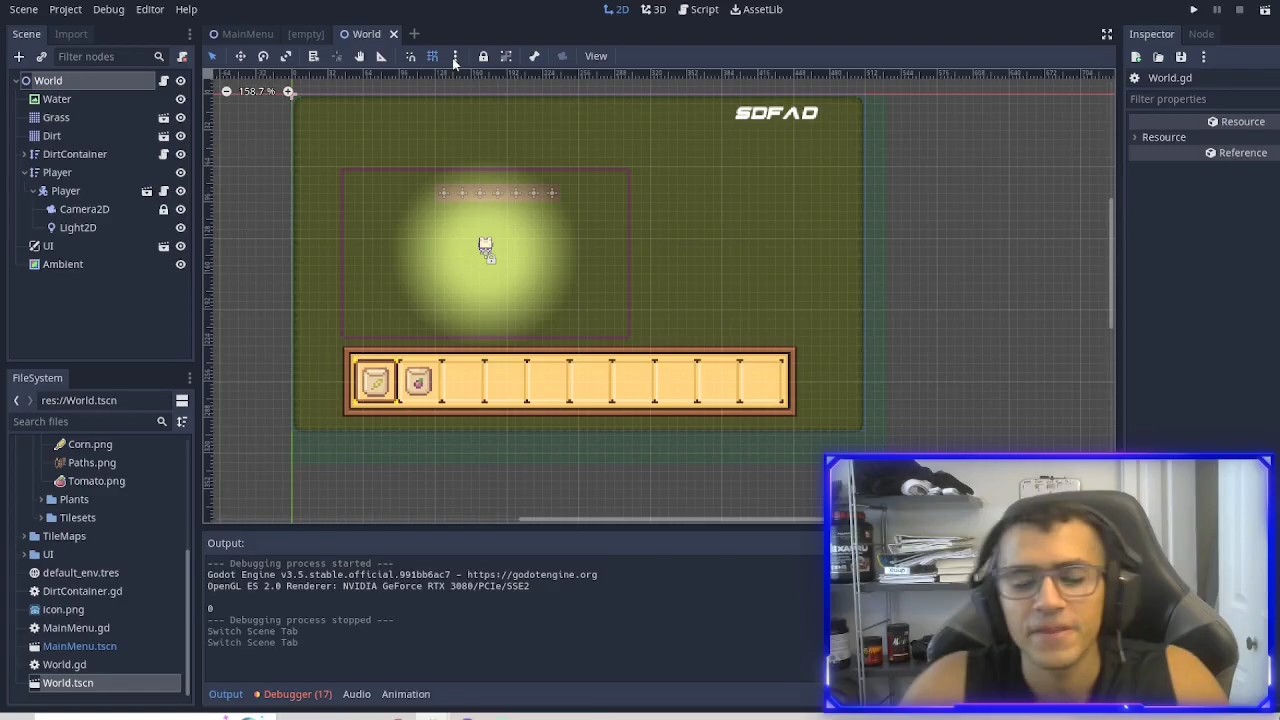 Scene Project Debug Editor Help
2D 3D Script AssetLib
Scene Import
MainMenu [empty] World
Inspector Node
Filter nodes
View
World
World.gd
158.7 %
Filter properties
Water
Grass
Dirt
DirtContainer
Player
Player
Camera2D
Light2D
UI
Ambient
SDFAD
Resource
Resource
Reference
FileSystem
res://World.tscn
Search files
Corn.png
Paths.png
Tomato.png
Plants
Tilesets
TileMaps
UI
default_env.tres
DirtContainer.gd
icon.png
MainMenu.gd
MainMenu.tscn
World.gd
World.tscn
Output:
--- Debugging process started ---
Godot Engine v3.5.stable.official.991bb6ac7 - https://godotengine.org
OpenGL ES 2.0 Renderer: NVIDIA GeForce RTX 3080/PCIe/SSE2
0
--- Debugging process stopped ---
Switch Scene Tab
Switch Scene Tab
Output Debugger (17) Audio Animation